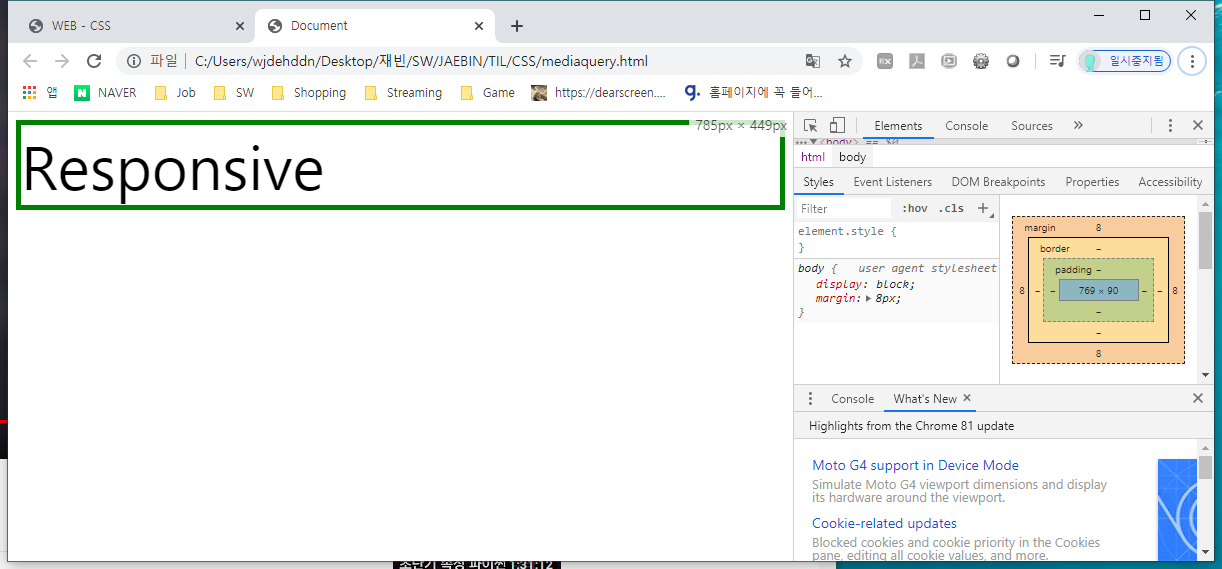 WEB - CSS
Document
파일 C:/Users/wjdehddn/Desktop/재빈/SW/JAEBIN/TIL/CSS/mediaquery.html
일시중지됨
앱 NAVER Job SW Shopping Streaming Game https://dearscreen.... 홈페이지에 꼭 들어...
785px × 449px
Responsive
Elements Console Sources
<body> == $0
html body
Styles Event Listeners DOM Breakpoints Properties Accessibility
Filter :hov .cls +
element.style {
}
body { user agent stylesheet
display: block;
margin: 8px;
}
margin 8
border –
padding –
8 – – 769 × 90 – – 8
–
–
8
Console What's New
Highlights from the Chrome 81 update
Moto G4 support in Device Mode
Simulate Moto G4 viewport dimensions and display
its hardware around the viewport.
Cookie-related updates
Blocked cookies and cookie priority in the Cookies
pane, editing all cookie values, and more.
1:31:12